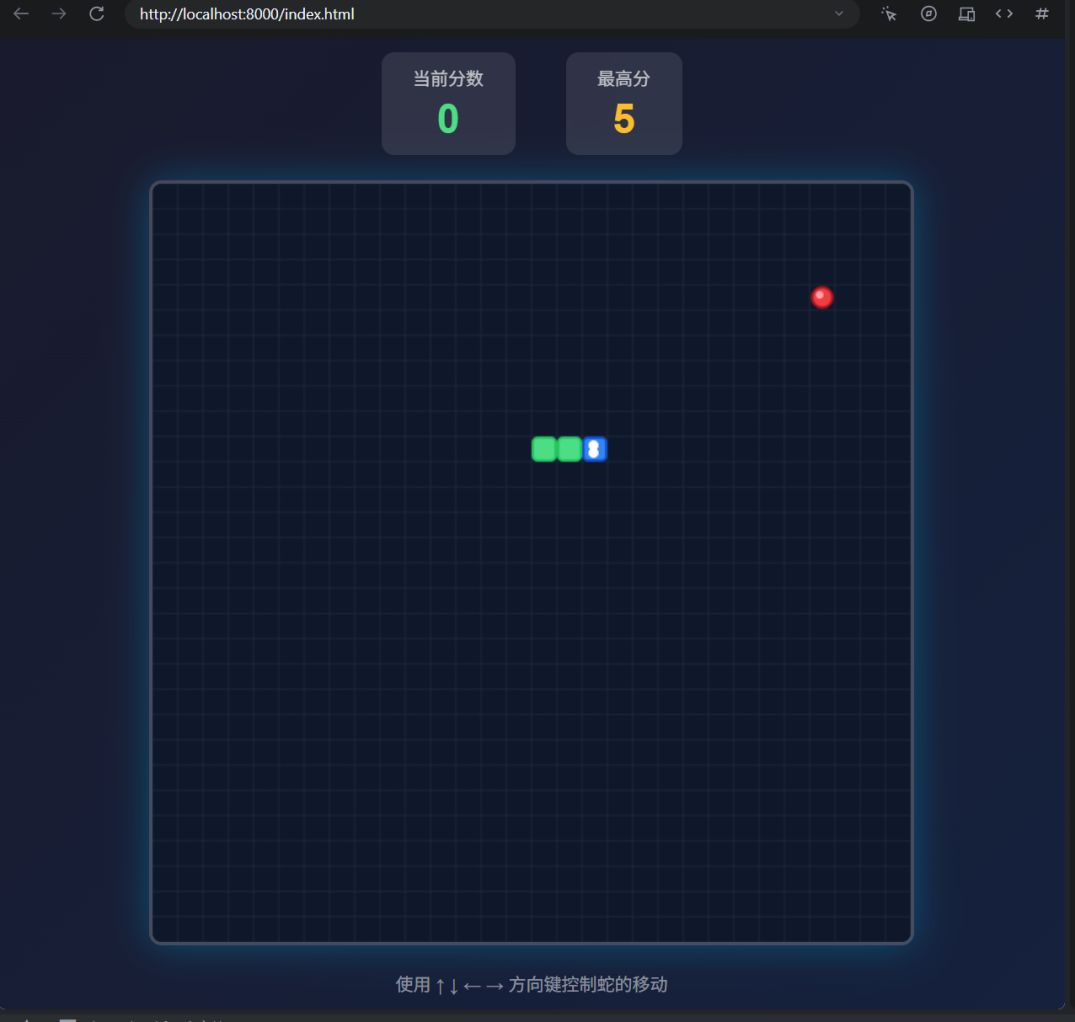 http://localhost:8000/index.html
当前分数
最高分
0
5
使用 ↑ ↓ ← → 方向键控制蛇的移动